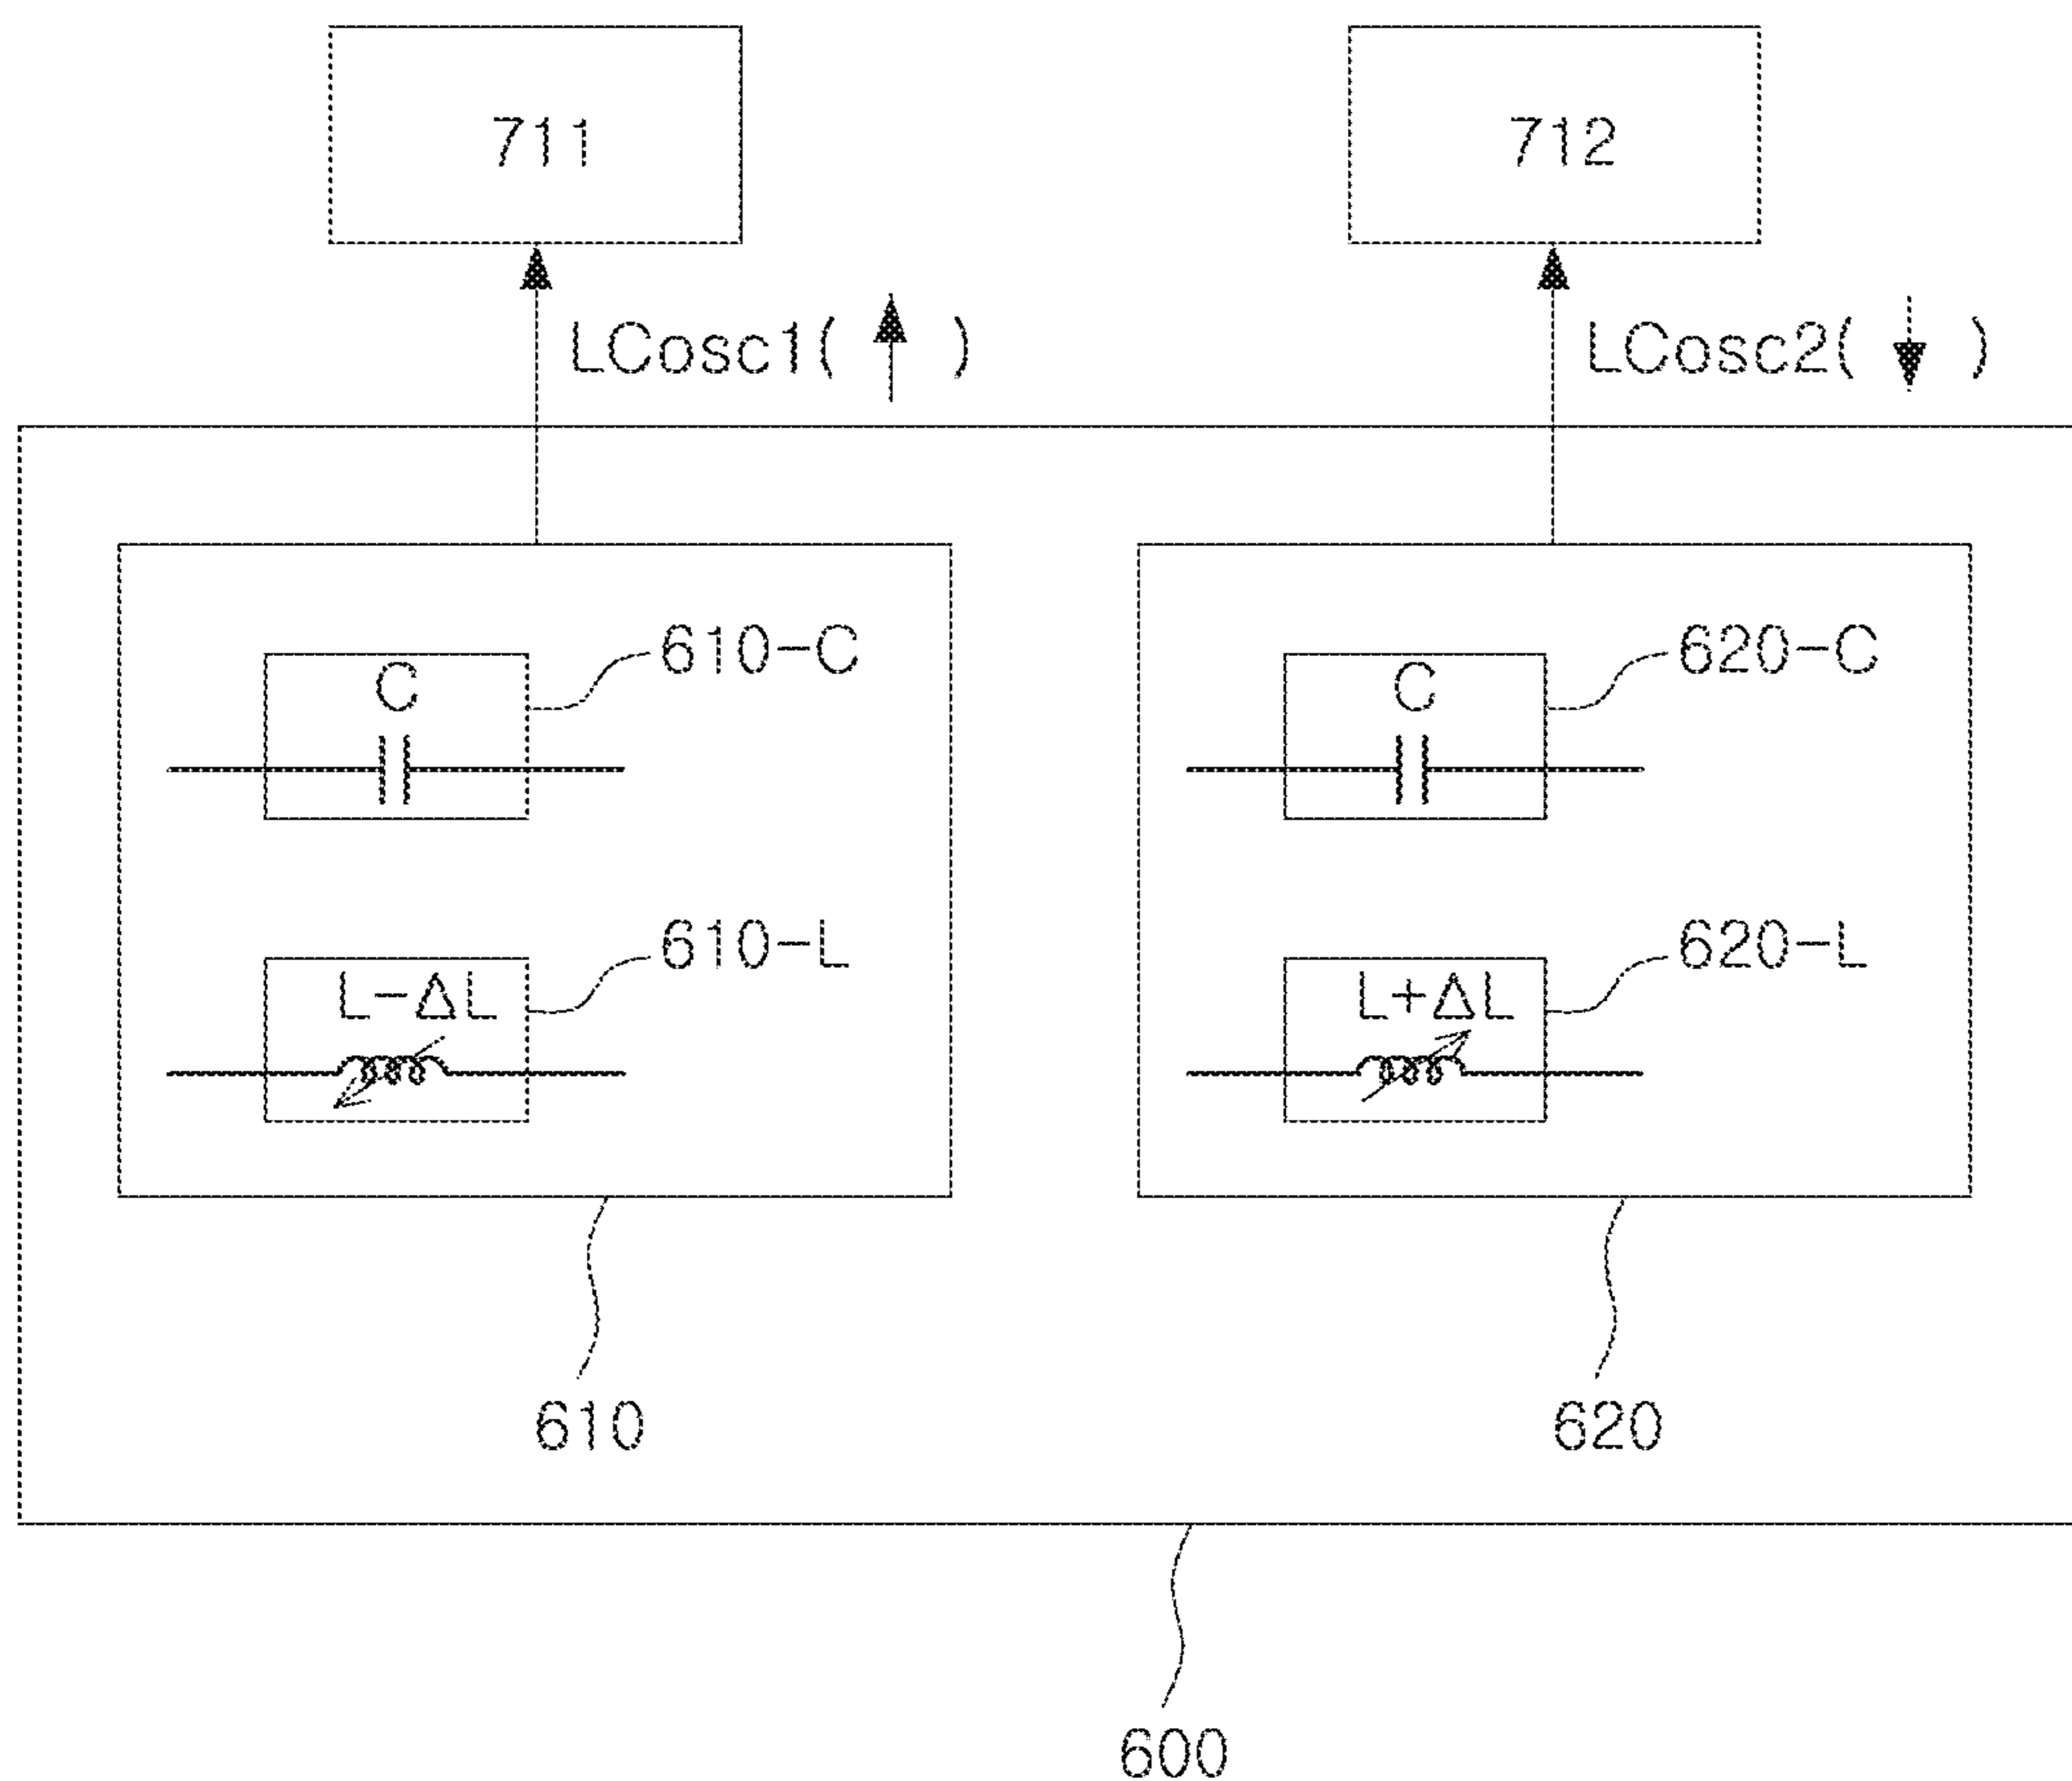 711
712
LCosc1( )
LCosc2( )
C
610-C
C
620-C
L-ΔL
610-L
L+ΔL
620-L
610
620
600